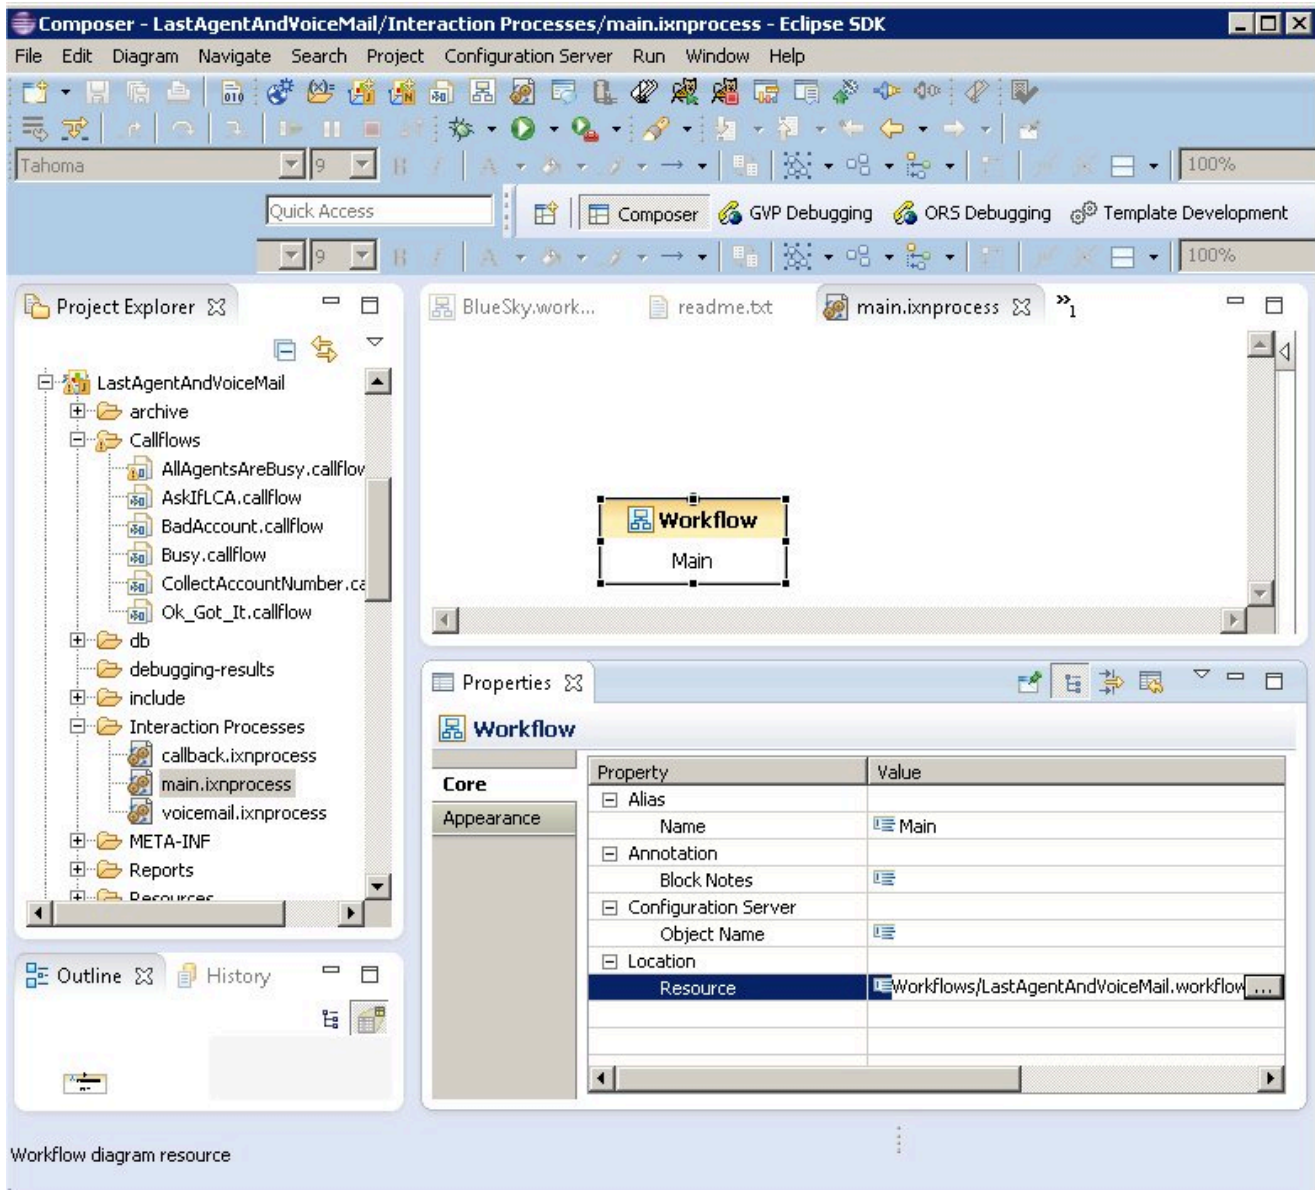 Composer - LastAgentAndVoiceMail/Interaction Processes/main.ixnprocess - Eclipse SDK
File Edit Diagram Navigate Search Project Configuration Server Run Window Help
Tahoma 9 B I A 100%
Quick Access Composer GVP Debugging ORS Debugging Template Development
9 B I A 100%
Project Explorer
BlueSky.work... readme.txt main.ixnprocess »1
LastAgentAndVoiceMail
archive
Callflows
AllAgentsAreBusy.callflow
AskIfLCA.callflow
BadAccount.callflow
Busy.callflow
CollectAccountNumber.ca
Ok_Got_It.callflow
db
debugging-results
include
Interaction Processes
callback.ixnprocess
main.ixnprocess
voicemail.ixnprocess
META-INF
Reports
Resources
Workflow
Main
Properties
Workflow
Core
Appearance
Property Value
Alias
Name Main
Annotation
Block Notes
Configuration Server
Object Name
Location
Resource Workflows/LastAgentAndVoiceMail.workflow ...
Outline History
Workflow diagram resource